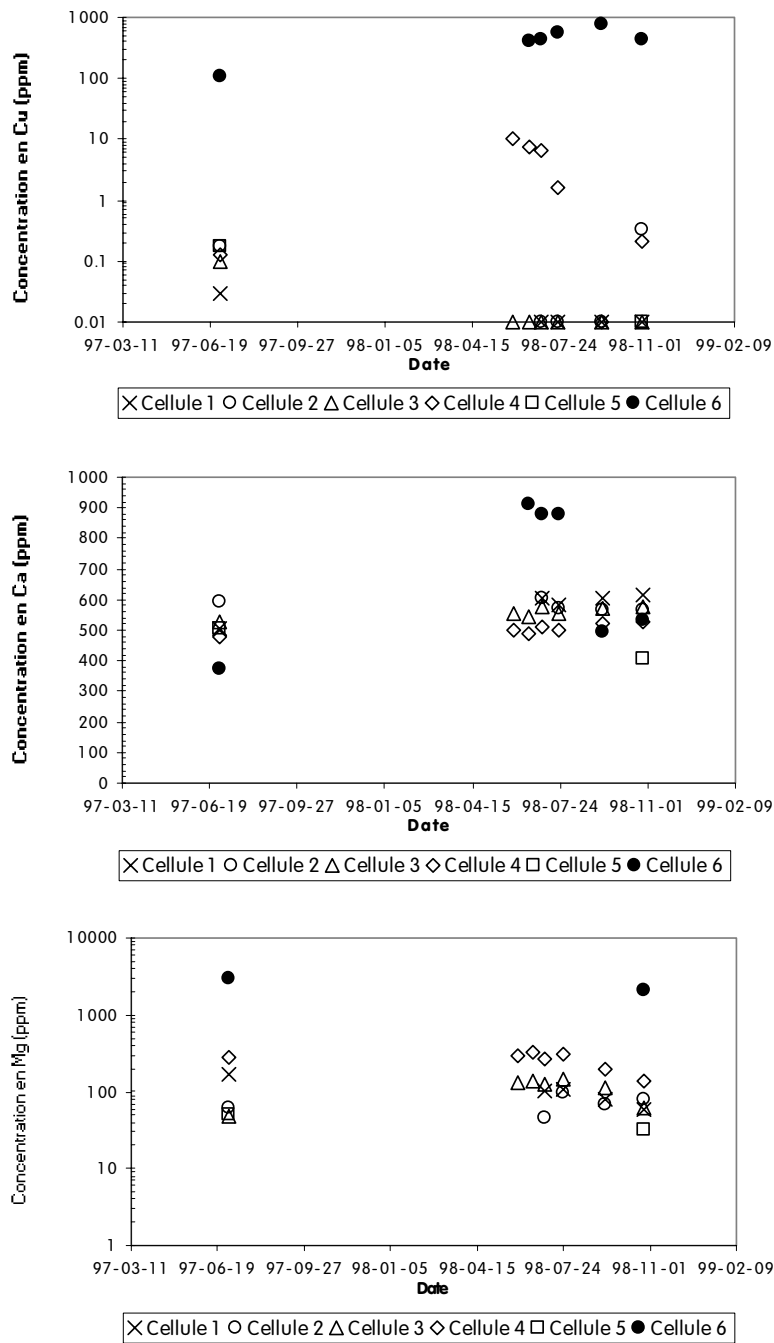 1000
100
10
1
0.1
0.01
Concentration en Cu (ppm)
97-03-11 97-06-19 97-09-27 98-01-05 98-04-15 98-07-24 98-11-01 99-02-09
Date
Cellule 1 Cellule 2 Cellule 3 Cellule 4 Cellule 5 Cellule 6
1000
900
800
700
600
500
400
300
200
100
0
Concentration en Ca (ppm)
97-03-11 97-06-19 97-09-27 98-01-05 98-04-15 98-07-24 98-11-01 99-02-09
Date
Cellule 1 Cellule 2 Cellule 3 Cellule 4 Cellule 5 Cellule 6
10000
1000
100
10
1
Concentration en Mg (ppm)
97-03-11 97-06-19 97-09-27 98-01-05 98-04-15 98-07-24 98-11-01 99-02-09
Date
Cellule 1 Cellule 2 Cellule 3 Cellule 4 Cellule 5 Cellule 6